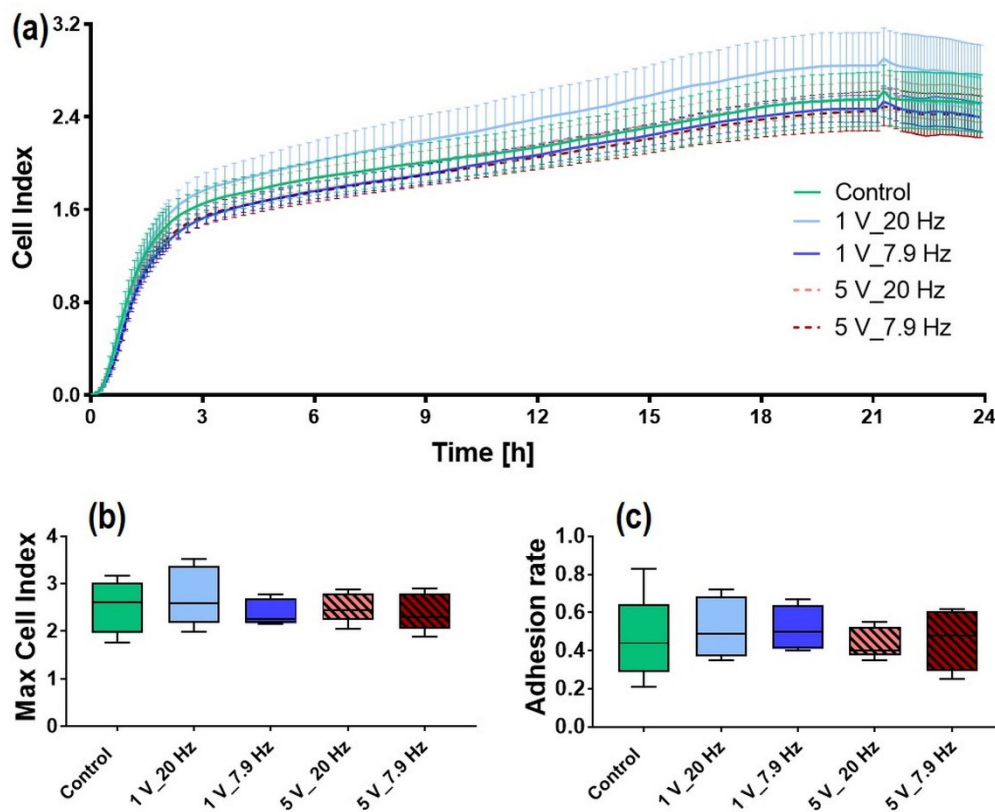 (a)
Cell Index
3.2
2.4
1.6
0.8
0.0
0 3 6 9 12 15 18 21 24
Time [h]
Control
1 V_20 Hz
1 V_7.9 Hz
5 V_20 Hz
5 V_7.9 Hz
(b)
Max Cell Index
4
3
2
1
0
Control 1 V_20 Hz 1 V_7.9 Hz 5 V_20 Hz 5 V_7.9 Hz
(c)
Adhesion rate
1.0
0.8
0.6
0.4
0.2
0.0
Control 1 V_20 Hz 1 V_7.9 Hz 5 V_20 Hz 5 V_7.9 Hz